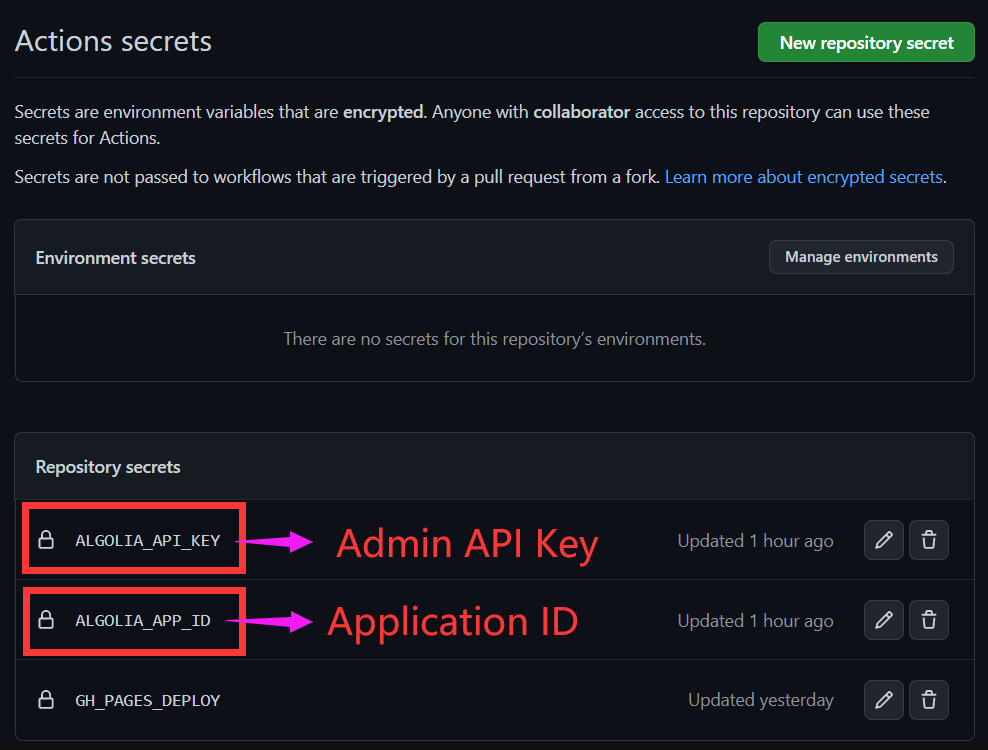 Actions secrets
New repository secret
Secrets are environment variables that are encrypted. Anyone with collaborator access to this repository can use these
secrets for Actions.
Secrets are not passed to workflows that are triggered by a pull request from a fork. Learn more about encrypted secrets.
Environment secrets
Manage environments
There are no secrets for this repository’s environments.
Repository secrets
ALGOLIA_API_KEY Admin API Key Updated 1 hour ago
ALGOLIA_APP_ID Application ID Updated 1 hour ago
GH_PAGES_DEPLOY Updated yesterday